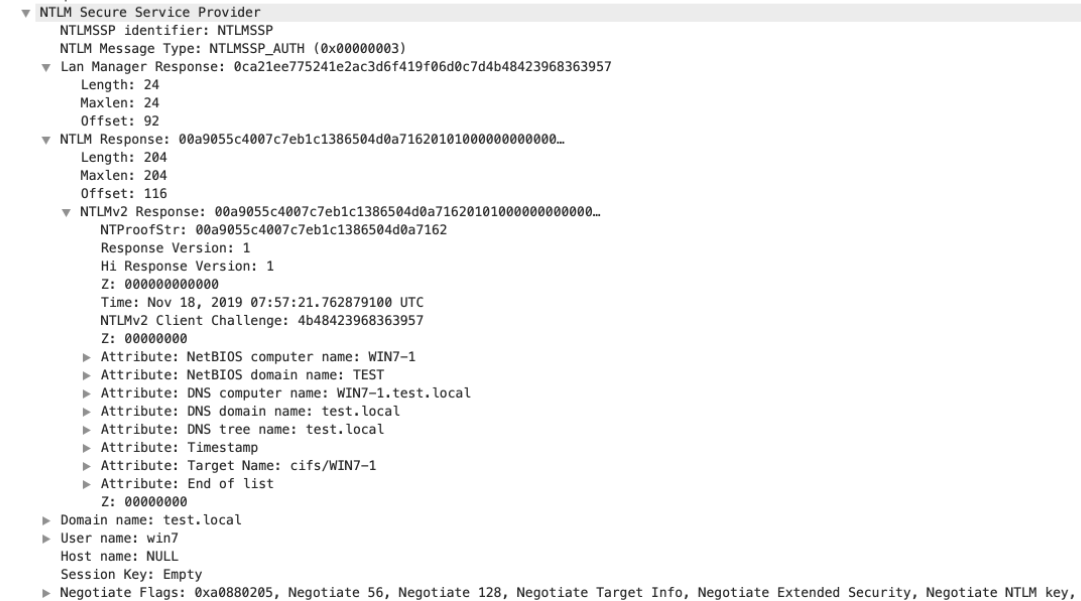 NTLM Secure Service Provider
NTLMSSP identifier: NTLMSSP
NTLM Message Type: NTLMSSP_AUTH (0x00000003)
Lan Manager Response: 0ca21ee775241e2ac3d6f419f06d0c7d4b48423968363957
Length: 24
Maxlen: 24
Offset: 92
NTLM Response: 00a9055c4007c7eb1c1386504d0a71620101000000000000…
Length: 204
Maxlen: 204
Offset: 116
NTLMv2 Response: 00a9055c4007c7eb1c1386504d0a71620101000000000000…
NTProofStr: 00a9055c4007c7eb1c1386504d0a7162
Response Version: 1
Hi Response Version: 1
Z: 000000000000
Time: Nov 18, 2019 07:57:21.762879100 UTC
NTLMv2 Client Challenge: 4b48423968363957
Z: 00000000
Attribute: NetBIOS computer name: WIN7-1
Attribute: NetBIOS domain name: TEST
Attribute: DNS computer name: WIN7-1.test.local
Attribute: DNS domain name: test.local
Attribute: DNS tree name: test.local
Attribute: Timestamp
Attribute: Target Name: cifs/WIN7-1
Attribute: End of list
Z: 00000000
Domain name: test.local
User name: win7
Host name: NULL
Session Key: Empty
Negotiate Flags: 0xa0880205, Negotiate 56, Negotiate 128, Negotiate Target Info, Negotiate Extended Security, Negotiate NTLM key,